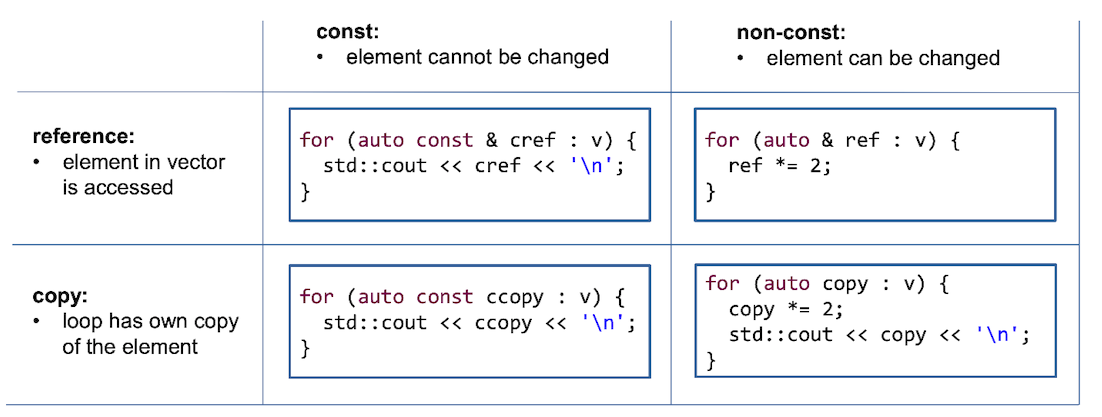 const:
• element cannot be changed
non-const:
• element can be changed
reference:
• element in vector
is accessed
for (auto const & cref : v) {
  std::cout << cref << '\n';
}
for (auto & ref : v) {
  ref *= 2;
}
copy:
• loop has own copy
of the element
for (auto const ccopy : v) {
  std::cout << ccopy << '\n';
}
for (auto copy : v) {
  copy *= 2;
  std::cout << copy << '\n';
}